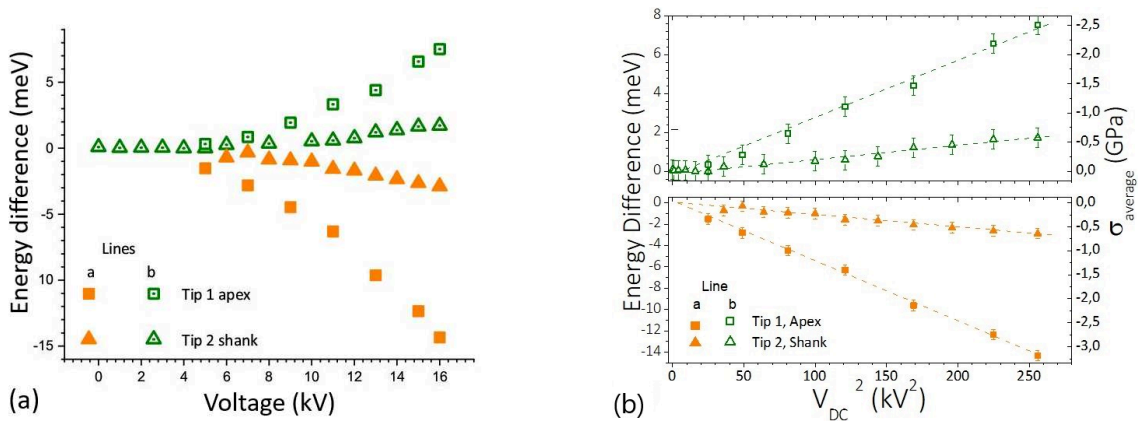 5
0
-5
-10
-15
0 2 4 6 8 10 12 14 16
Energy difference (meV)
Voltage (kV)
Lines
a b
Tip 1 apex
Tip 2 shank
(a)
8
6
4
2
0
-2,5
-2,0
-1,5
-1,0
-0,5
0,0
0
-2
-4
-6
-8
-10
-12
-14
0,0
-0,5
-1,0
-1,5
-2,0
-2,5
-3,0
0 50 100 150 200 250
Energy Difference (meV)
σaverage (GPa)
Line
a b
Tip 1, Apex
Tip 2, Shank
V_DC² (kV²)
(b)